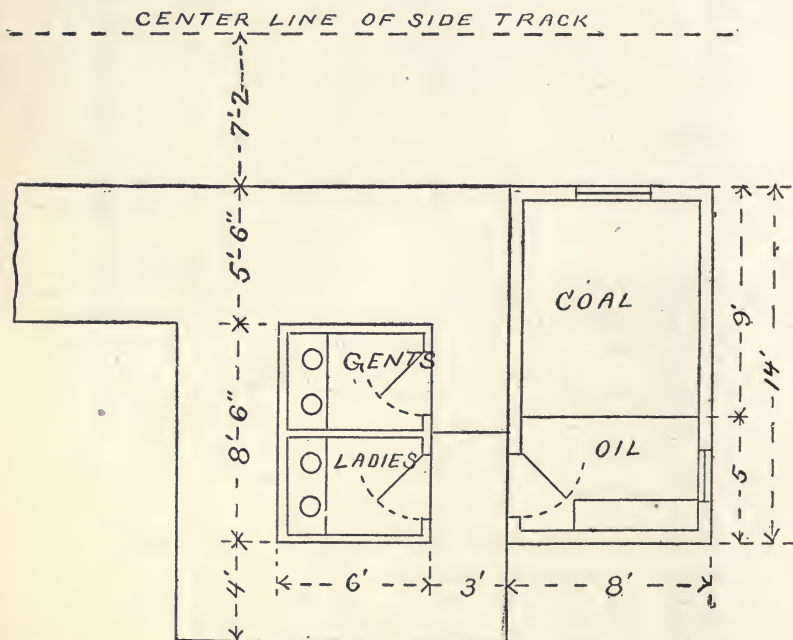 CENTER LINE OF SIDE TRACK
7'-2
5'-6"
COAL
9'
14'
GENTS
8'-6"
LADIES
OIL
5
4'
6'
3'
8'